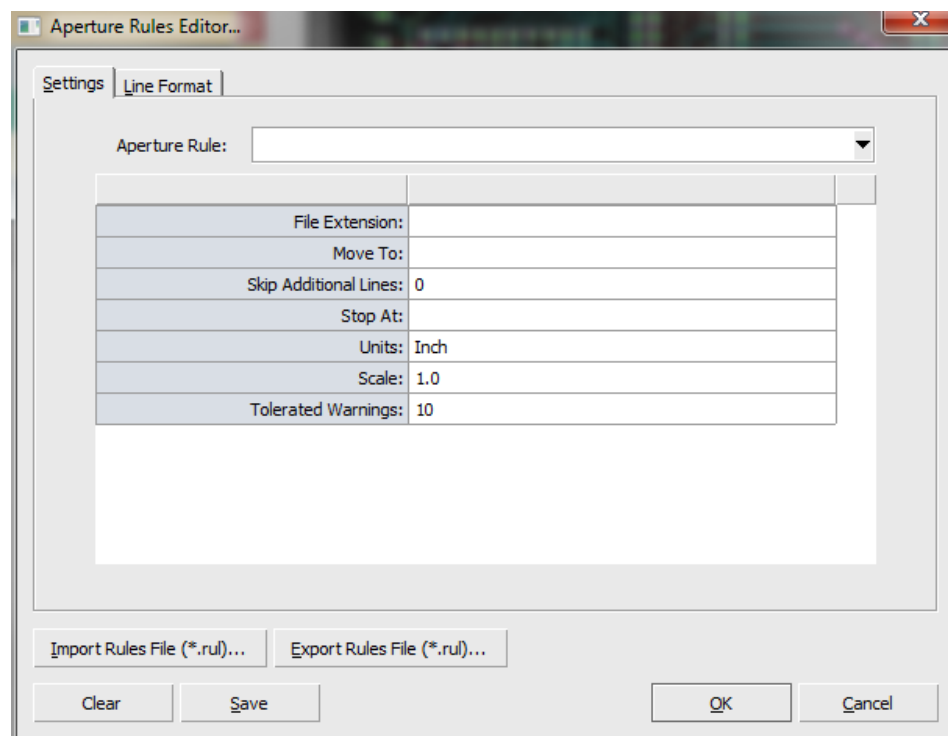 Aperture Rules Editor...
X
Settings
Line Format
Aperture Rule:
File Extension:
Move To:
Skip Additional Lines: 0
Stop At:
Units: Inch
Scale: 1.0
Tolerated Warnings: 10
Import Rules File (*.rul)... Export Rules File (*.rul)...
Clear Save OK Cancel